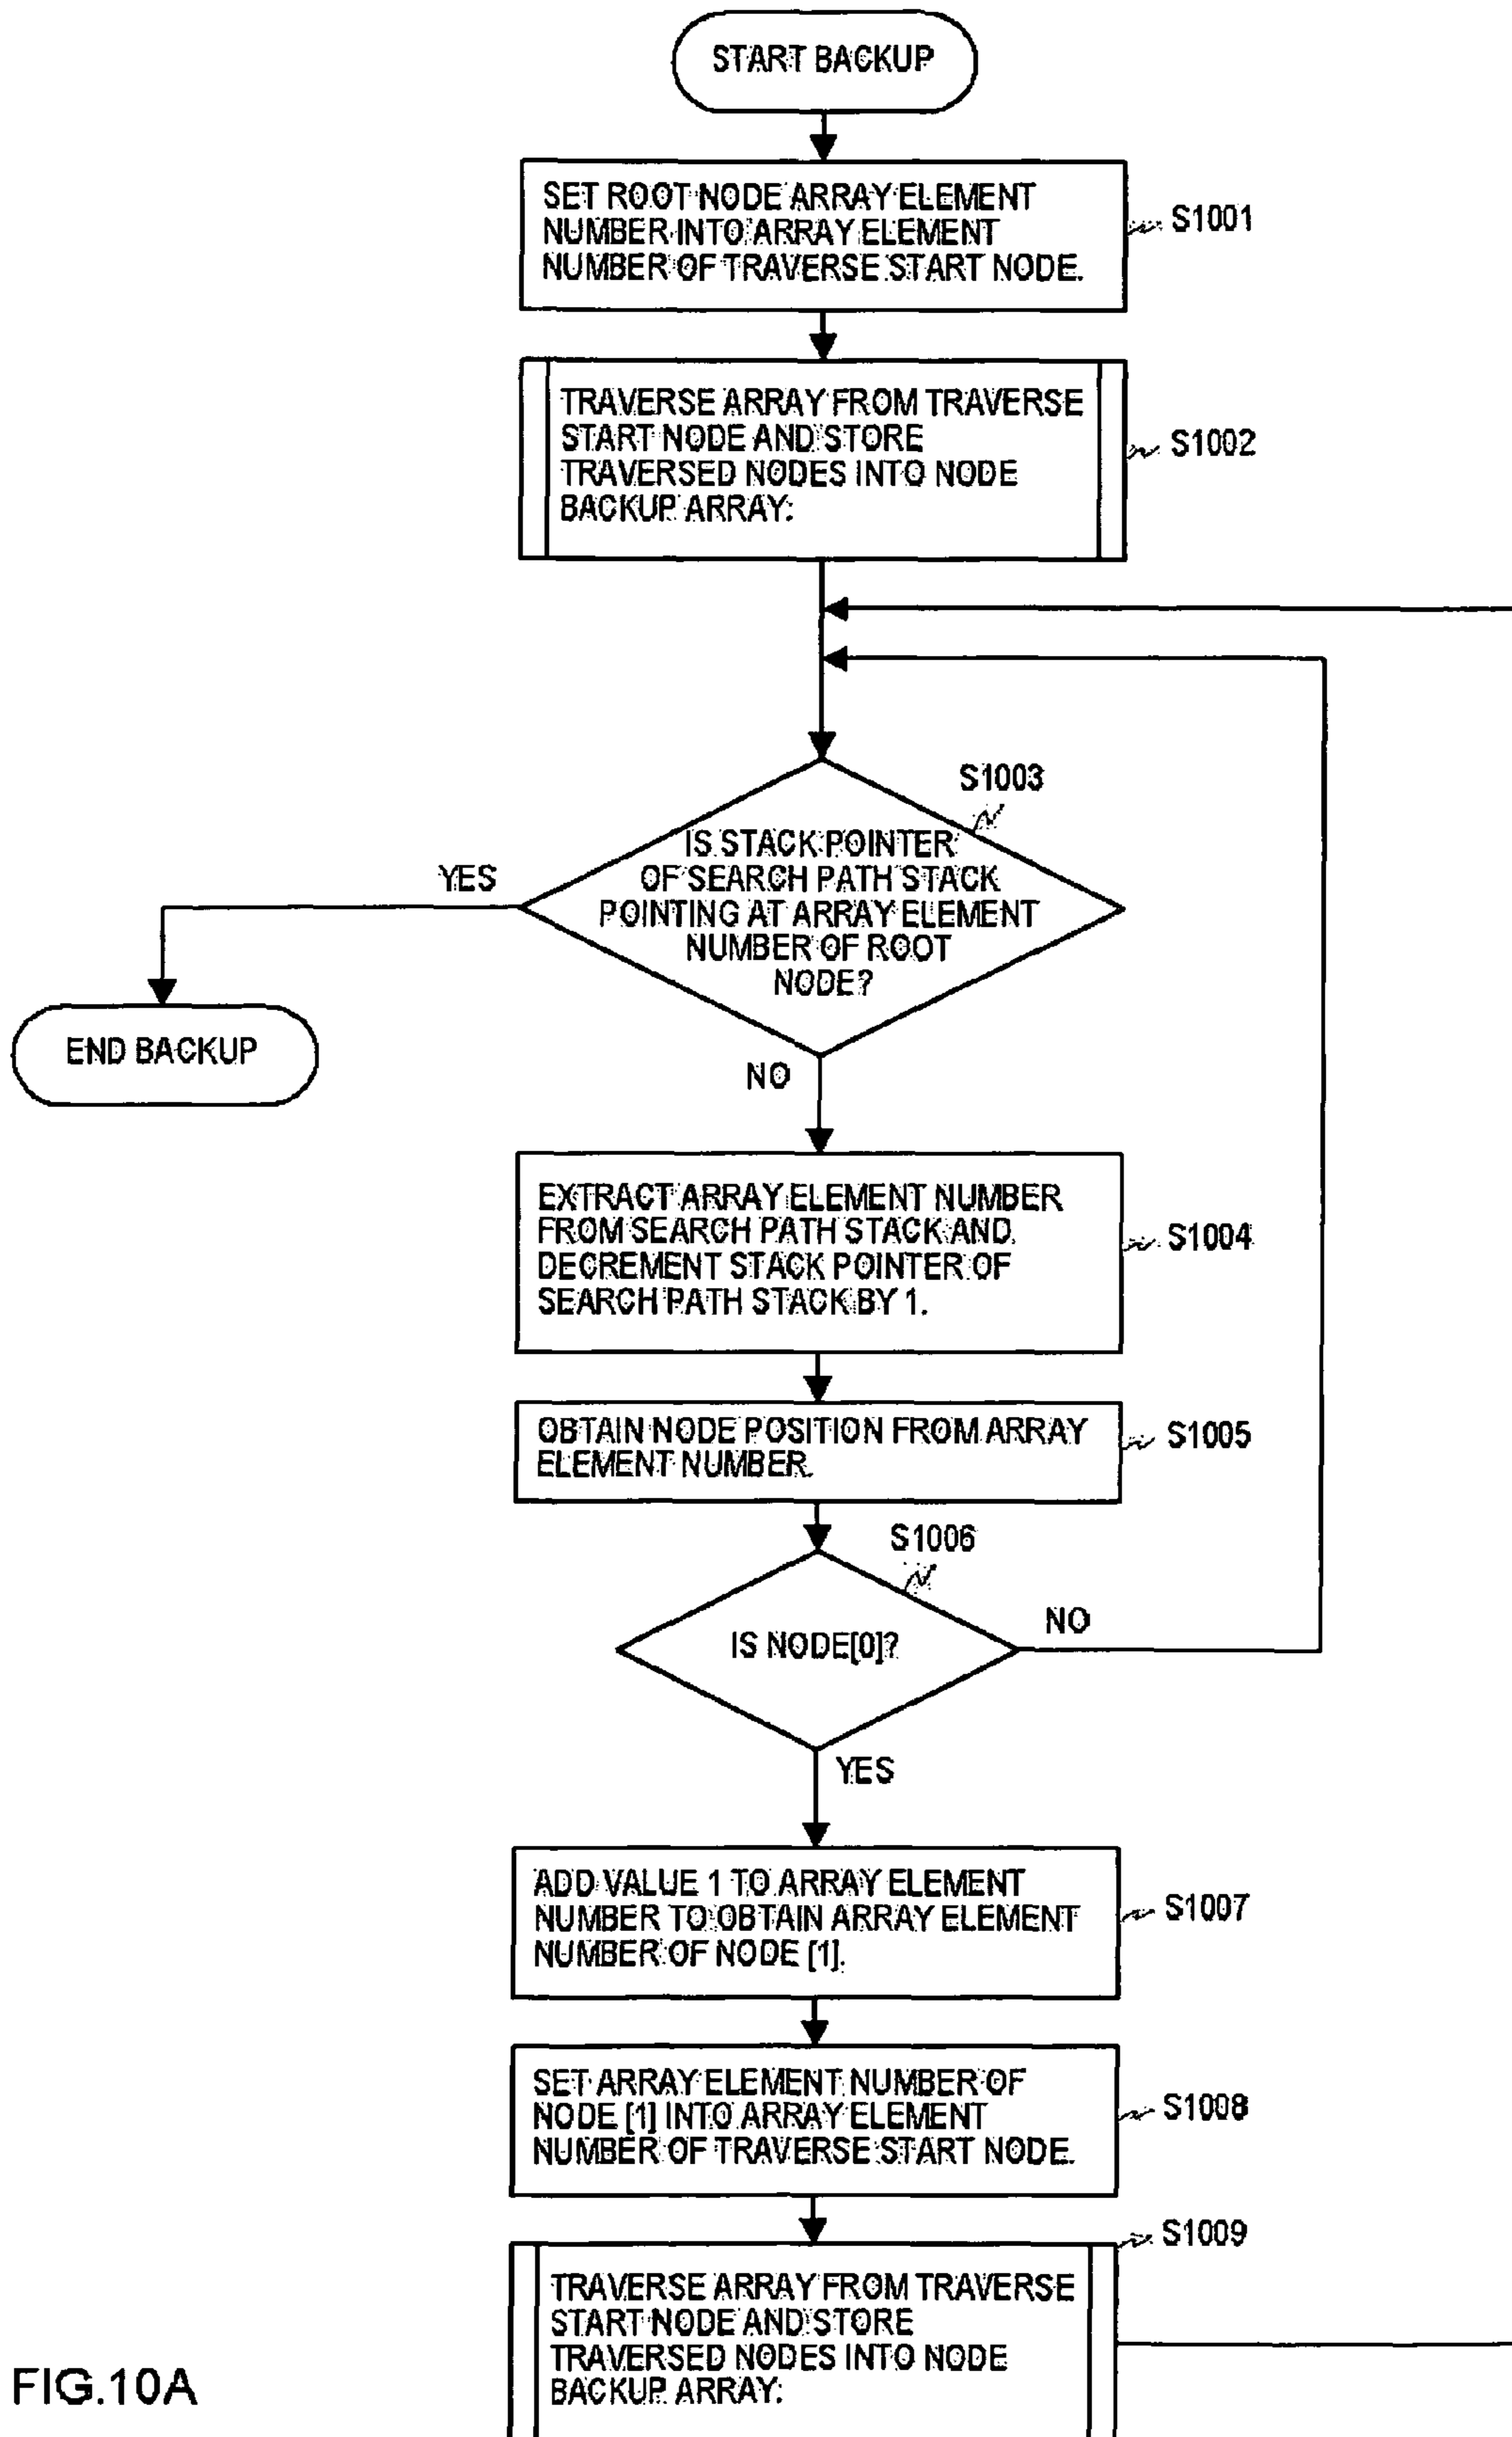 START BACKUP
SET ROOT NODE ARRAY ELEMENT
NUMBER INTO ARRAY ELEMENT
NUMBER OF TRAVERSE START NODE.
S1001
TRAVERSE ARRAY FROM TRAVERSE
START NODE AND STORE
TRAVERSED NODES INTO NODE
BACKUP ARRAY:
S1002
S1003
IS STACK POINTER
OF SEARCH PATH STACK
POINTING AT ARRAY ELEMENT
NUMBER OF ROOT
NODE?
YES
END BACKUP
NO
EXTRACT ARRAY ELEMENT NUMBER
FROM SEARCH PATH STACK AND
DECREMENT STACK POINTER OF
SEARCH PATH STACK BY 1.
S1004
OBTAIN NODE POSITION FROM ARRAY
ELEMENT NUMBER.
S1005
S1006
IS NODE[0]?
NO
YES
ADD VALUE 1 TO ARRAY ELEMENT
NUMBER TO OBTAIN ARRAY ELEMENT
NUMBER OF NODE [1].
S1007
SET ARRAY ELEMENT NUMBER OF
NODE [1] INTO ARRAY ELEMENT
NUMBER OF TRAVERSE START NODE.
S1008
S1009
TRAVERSE ARRAY FROM TRAVERSE
START NODE AND STORE
TRAVERSED NODES INTO NODE
BACKUP ARRAY:
FIG.10A